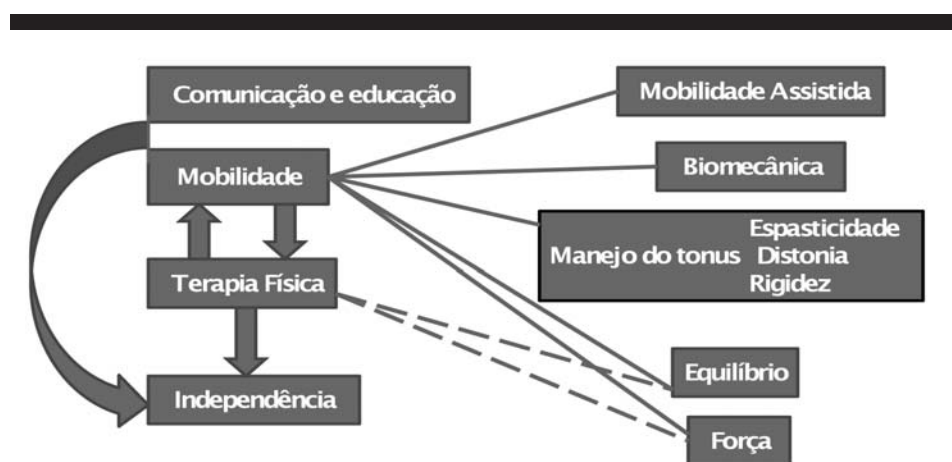 Comunicação e educação
Mobilidade
Terapia Física
Independência
Mobilidade Assistida
Biomecânica
Espasticidade
Manejo do tonus Distonia
Rigidez
Equilíbrio
Força